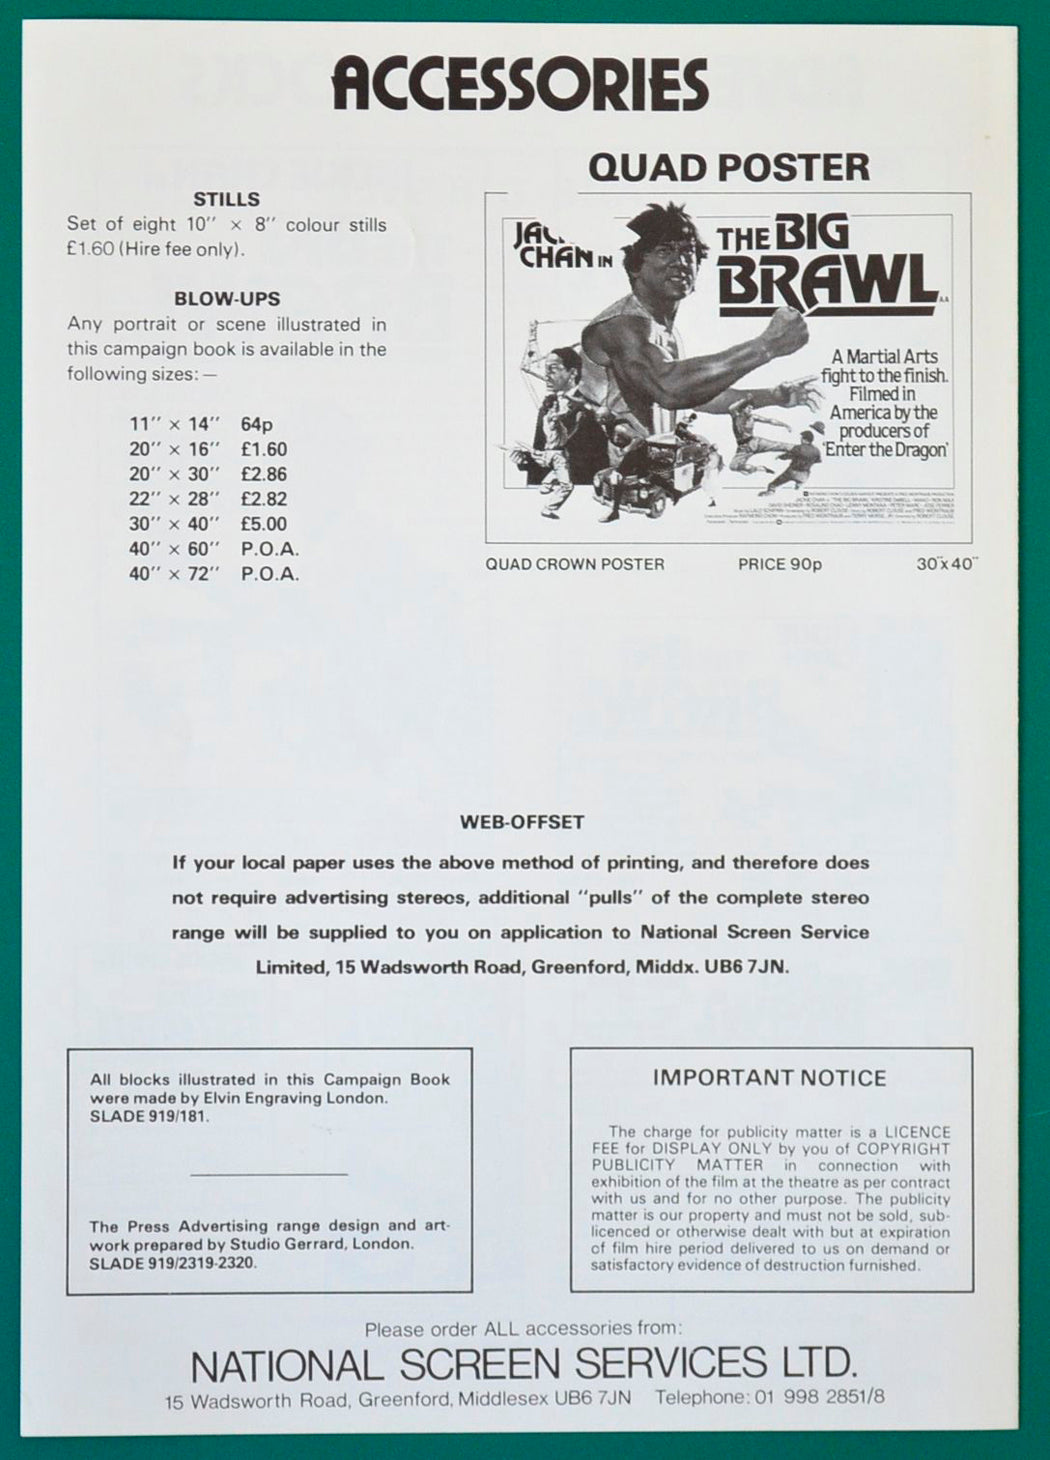 ACCESSORIES
STILLS
Set of eight 10″ × 8″ colour stills
£1.60 (Hire fee only).
BLOW-UPS
Any portrait or scene illustrated in
this campaign book is available in the
following sizes: —
11″ × 14″ 64p
20″ × 16″ £1.60
20″ × 30″ £2.86
22″ × 28″ £2.82
30″ × 40″ £5.00
40″ × 60″ P.O.A.
40″ × 72″ P.O.A.
QUAD POSTER
CHAN IN
THE BIG
BRAWL
A Martial Arts
fight to the finish.
Filmed in
America by the
producers of
'Enter the Dragon'
QUAD CROWN POSTER PRICE 90p 30″x40″
WEB-OFFSET
If your local paper uses the above method of printing, and therefore does
not require advertising stereos, additional "pulls" of the complete stereo
range will be supplied to you on application to National Screen Service
Limited, 15 Wadsworth Road, Greenford, Middx. UB6 7JN.
All blocks illustrated in this Campaign Book
were made by Elvin Engraving London.
SLADE 919/181.
The Press Advertising range design and art-
work prepared by Studio Gerrard, London.
SLADE 919/2319-2320.
IMPORTANT NOTICE
The charge for publicity matter is a LICENCE
FEE for DISPLAY ONLY by you of COPYRIGHT
PUBLICITY MATTER in connection with
exhibition of the film at the theatre as per contract
with us and for no other purpose. The publicity
matter is our property and must not be sold, sub-
licenced or otherwise dealt with but at expiration
of film hire period delivered to us on demand or
satisfactory evidence of destruction furnished.
Please order ALL accessories from:
NATIONAL SCREEN SERVICES LTD.
15 Wadsworth Road, Greenford, Middlesex UB6 7JN Telephone: 01 998 2851/8